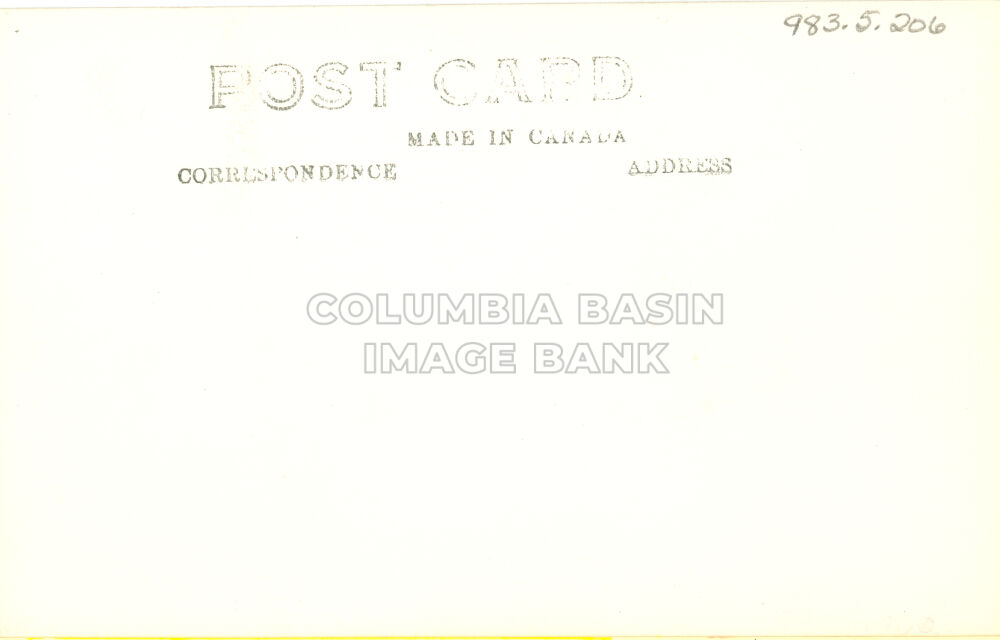 983.5.206
POST CARD
MADE IN CANADA
CORRESPONDENCE ADDRESS
COLUMBIA BASIN
IMAGE BANK